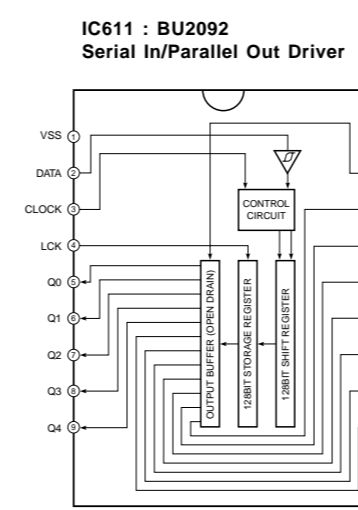 IC611 : BU2092
Serial In/Parallel Out Driver
VSS 1
DATA 2
CLOCK 3
LCK 4
Q0 5
Q1 6
Q2 7
Q3 8
Q4 9
CONTROL
CIRCUIT
OUTPUT BUFFER (OPEN DRAIN)
128BIT STORAGE REGISTER
128BIT SHIFT REGISTER